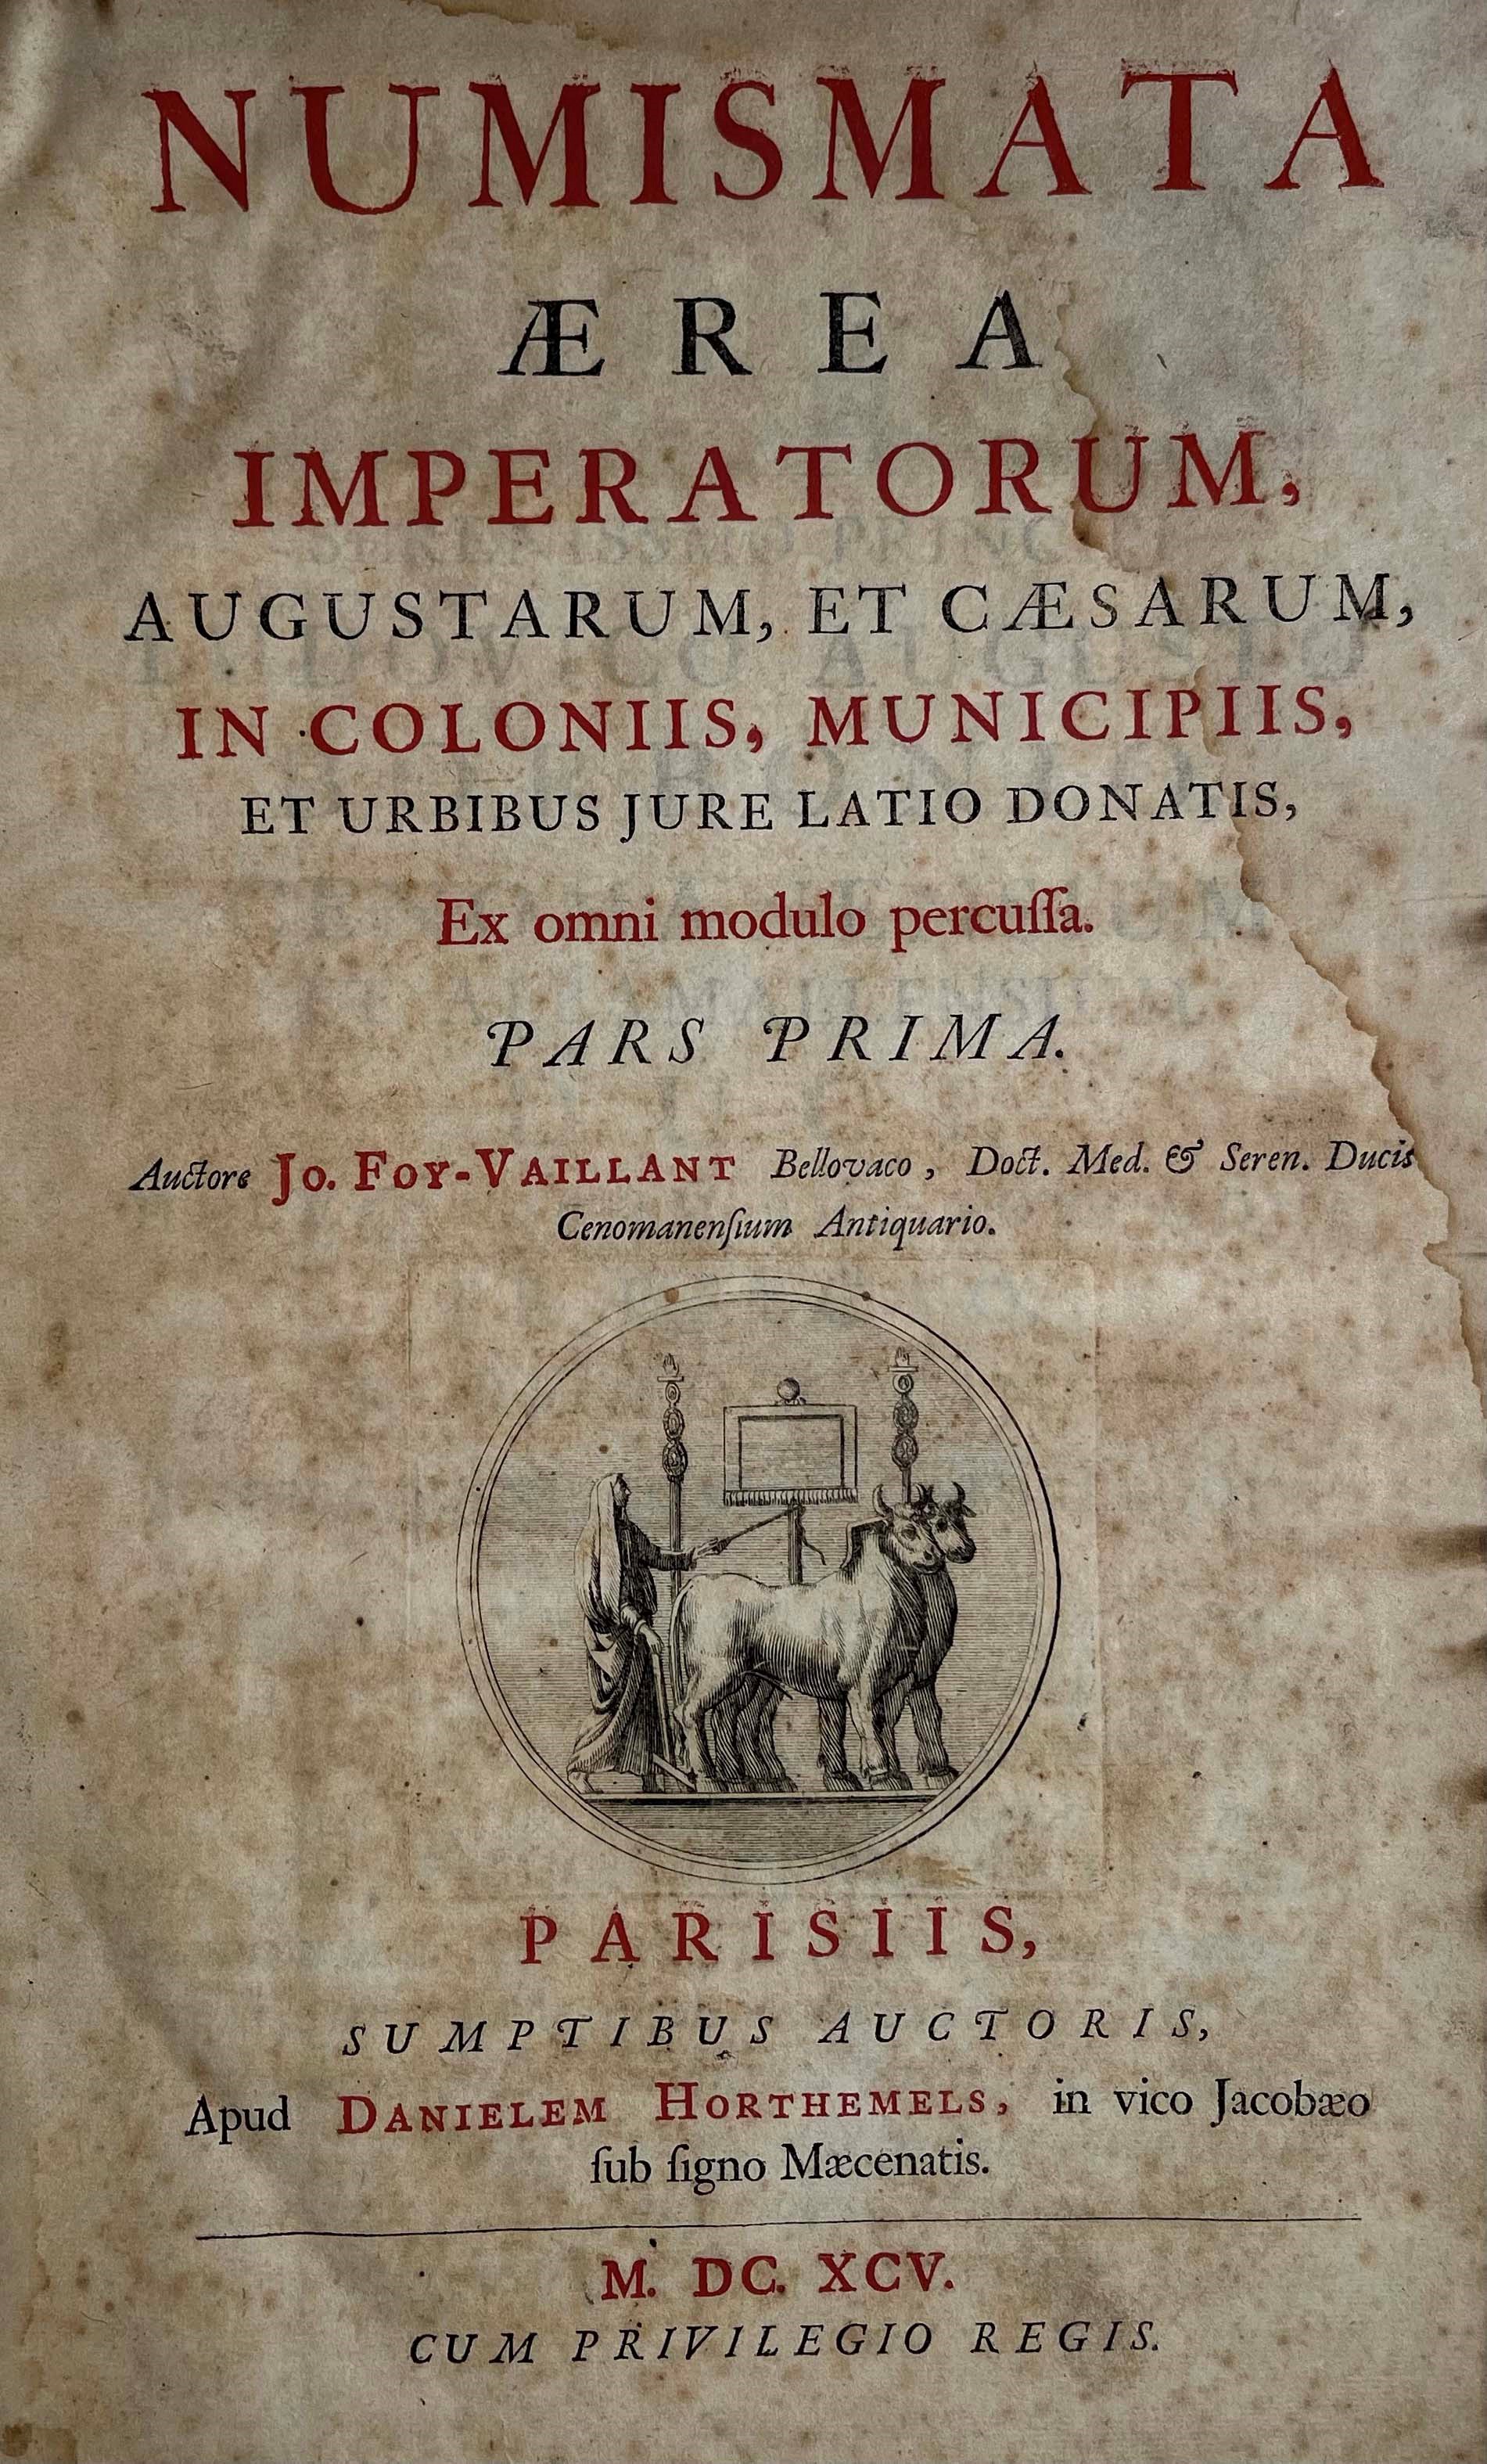 NUMISMATA
ÆREA
IMPERATORUM,
AUGUSTARUM, ET CÆSARUM,
IN COLONIIS, MUNICIPIIS,
ET URBIBUS JURE LATIO DONATIS,
Ex omni modulo percuſſa.
PARS PRIMA.
Auctore JO. FOY-VAILLANT Bellovaco, Doct. Med. & Seren. Ducis
Cenomanenſium Antiquario.
PARISIIS,
SUMPTIBUS AUCTORIS,
Apud DANIELEM HORTHEMELS, in vico Jacobæo
ſub ſigno Mæcenatis.
M. DC. XCV.
CUM PRIVILEGIO REGIS.